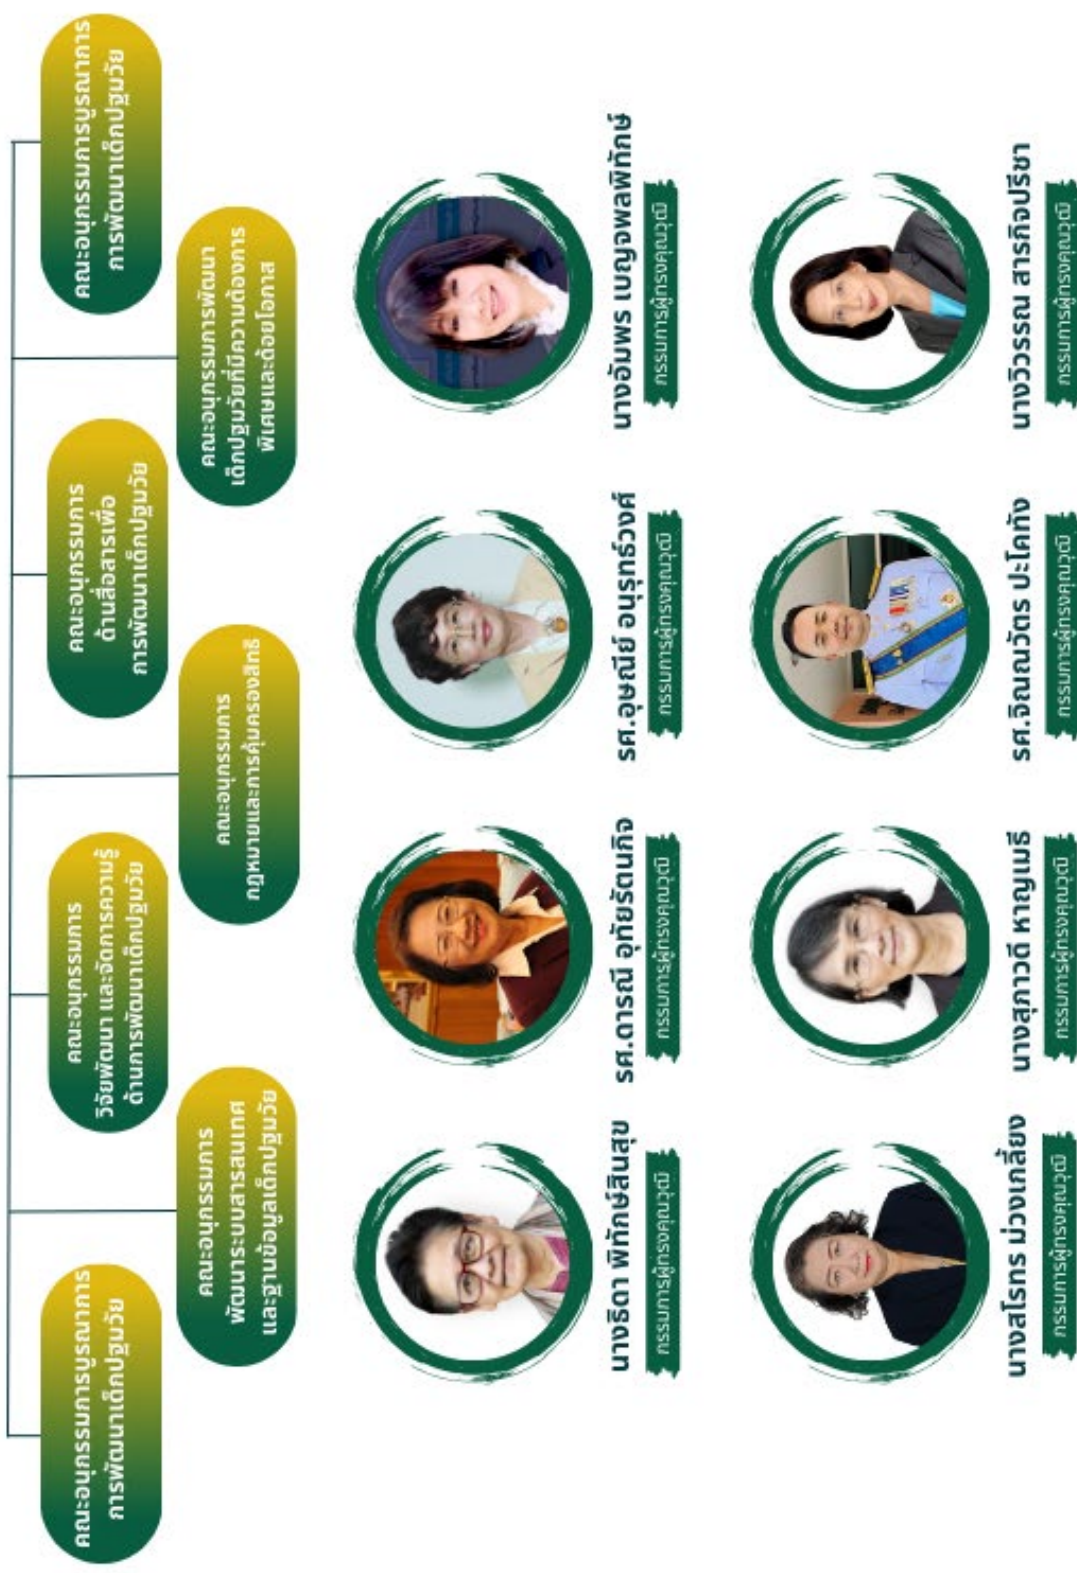 คณะอนุกรรมการบูรณาการ
การพัฒนาเด็กปฐมวัย
คณะอนุกรรมการ
พัฒนาระบบสารสนเทศ
และฐานข้อมูลเด็กปฐมวัย
คณะอนุกรรมการ
วิจัยพัฒนา และจัดการความรู้
ด้านการพัฒนาเด็กปฐมวัย
คณะอนุกรรมการ
กฎหมายและการคุ้มครองสิทธิ
คณะอนุกรรมการ
ด้านสื่อสารเพื่อ
การพัฒนาเด็กปฐมวัย
คณะอนุกรรมการพัฒนา
เด็กปฐมวัยที่มีความต้องการ
พิเศษและด้อยโอกาส
คณะอนุกรรมการบูรณาการ
การพัฒนาเด็กปฐมวัย
นางธิดา พิทักษ์สินสุข
กรรมการผู้ทรงคุณวุฒิ
รศ.ดารณี อุทัยรัตนกิจ
กรรมการผู้ทรงคุณวุฒิ
รศ.อุษณีย์ อนุรุทธ์วงศ์
กรรมการผู้ทรงคุณวุฒิ
นางอัมพร เบญจพลพิทักษ์
กรรมการผู้ทรงคุณวุฒิ
นางสโรทร ม่วงเกลี้ยง
กรรมการผู้ทรงคุณวุฒิ
นางสุภาวดี หาญเมธี
กรรมการผู้ทรงคุณวุฒิ
รศ.จิณณวัตร ปะโคทัง
กรรมการผู้ทรงคุณวุฒิ
นางวิวรรณ สารกิจปรีชา
กรรมการผู้ทรงคุณวุฒิ